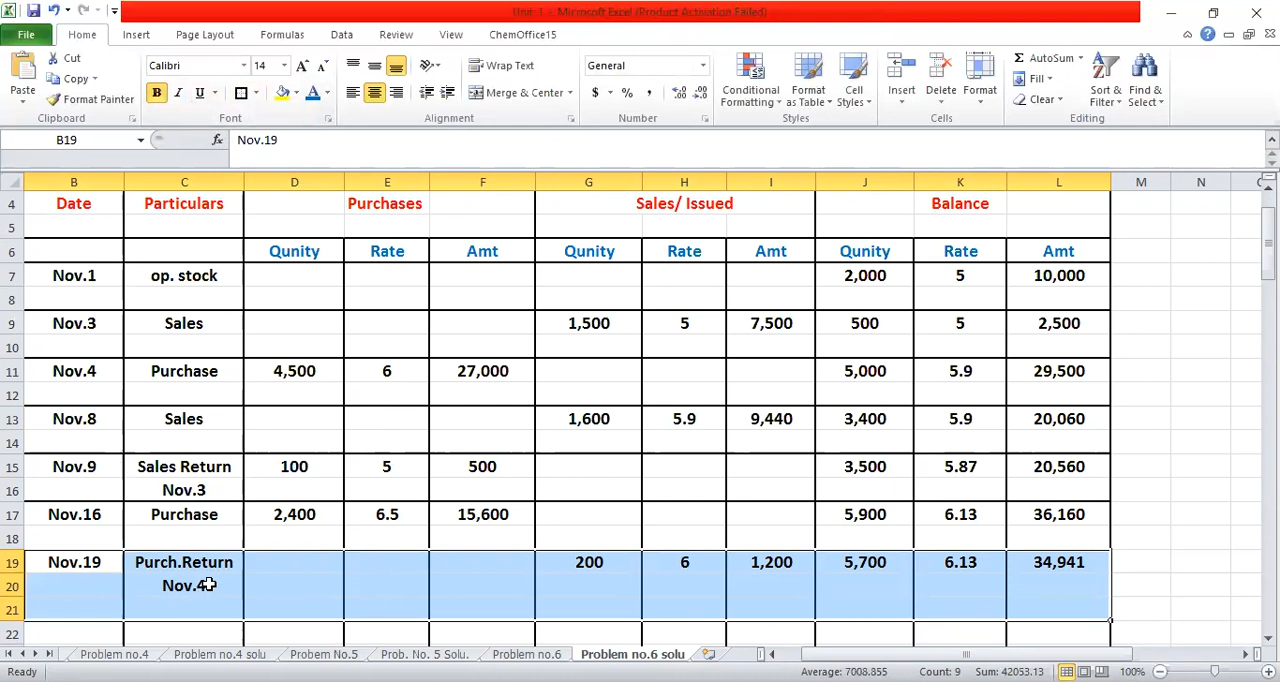 Unit: 1 - Microsoft Excel (Product Activation Failed)
File Home Insert Page Layout Formulas Data Review View ChemOffice15
Paste
Cut
Copy
Format Painter
Clipboard
Calibri 14
Font
Wrap Text
Merge & Center
Alignment
General
Number
Conditional Formatting
Format as Table
Cell Styles
Styles
Insert Delete Format
Cells
AutoSum
Fill
Clear
Sort & Filter
Find & Select
Editing
B19 fx Nov.19
B C D E F G H I J K L M N
4 Date Particulars Purchases Sales/ Issued Balance
5
6 Qunity Rate Amt Qunity Rate Amt Qunity Rate Amt
7 Nov.1 op. stock 2,000 5 10,000
8
9 Nov.3 Sales 1,500 5 7,500 500 5 2,500
10
11 Nov.4 Purchase 4,500 6 27,000 5,000 5.9 29,500
12
13 Nov.8 Sales 1,600 5.9 9,440 3,400 5.9 20,060
14
15 Nov.9 Sales Return 100 5 500 3,500 5.87 20,560
16 Nov.3
17 Nov.16 Purchase 2,400 6.5 15,600 5,900 6.13 36,160
18
19 Nov.19 Purch.Return 200 6 1,200 5,700 6.13 34,941
20 Nov.4
21
22
Problem no.4 Problem no.4 solu Probem No.5 Prob. No. 5 Solu. Problem no.6 Problem no.6 solu
Ready Average: 7008.855 Count: 9 Sum: 42053.13 100%